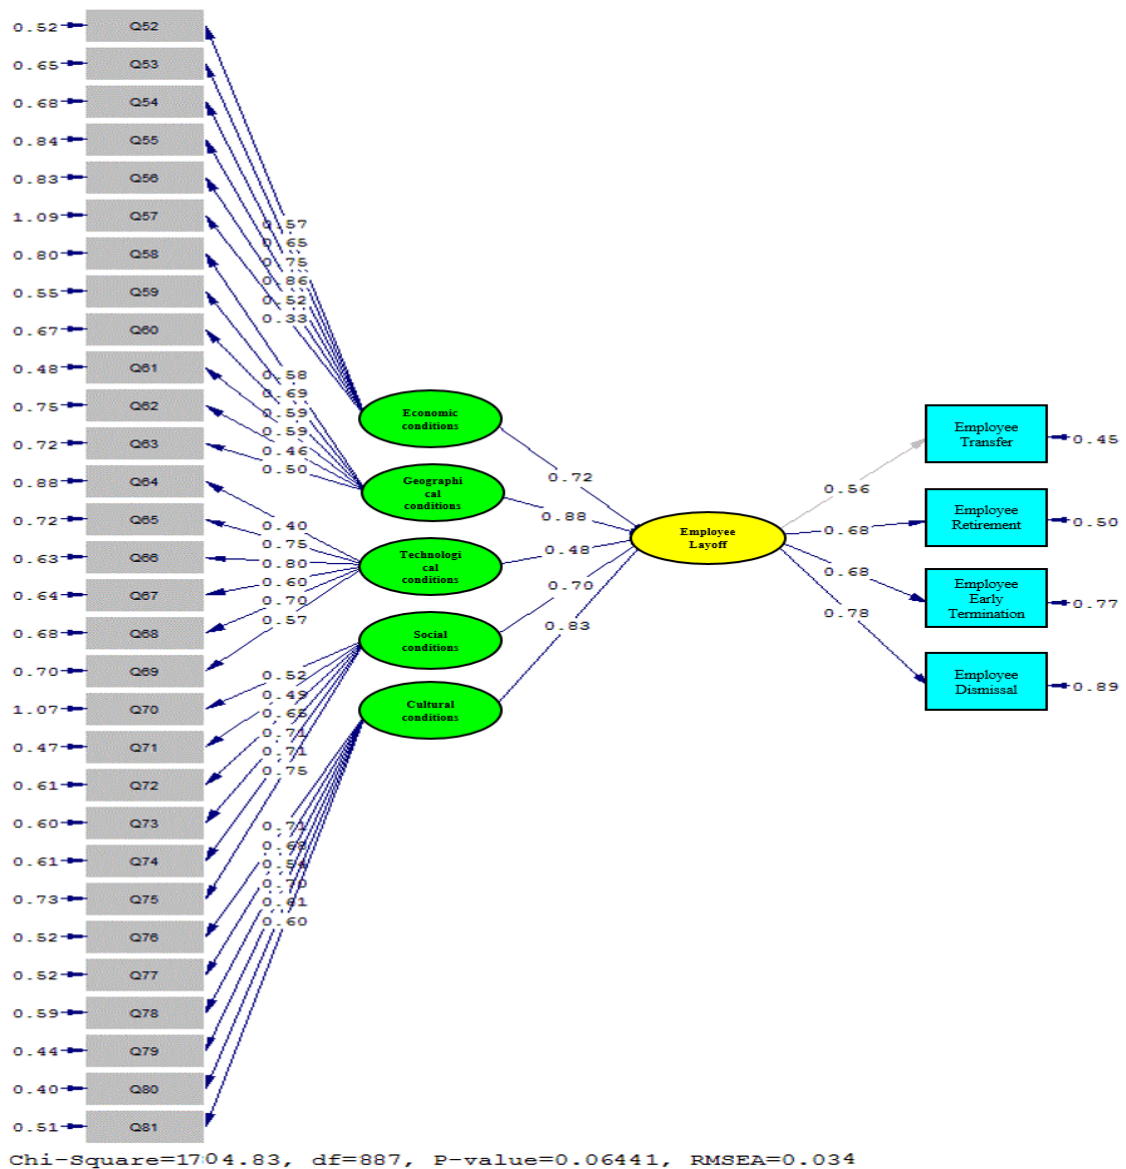 0.52 Q52
0.65 Q53
0.68 Q54
0.84 Q55
0.83 Q56
1.09 Q57
0.80 Q58
0.55 Q59
0.67 Q60
0.48 Q61
0.75 Q62
0.72 Q63
0.88 Q64
0.72 Q65
0.63 Q66
0.64 Q67
0.68 Q68
0.70 Q69
1.07 Q70
0.47 Q71
0.61 Q72
0.60 Q73
0.61 Q74
0.73 Q75
0.52 Q76
0.52 Q77
0.59 Q78
0.44 Q79
0.40 Q80
0.51 Q81
0.57
0.65
0.75
0.86
0.52
0.33
0.58
0.69
0.59
0.59
0.46
0.50
0.40
0.75
0.80
0.60
0.70
0.57
0.52
0.49
0.65
0.71
0.71
0.75
0.71
0.68
0.54
0.70
0.61
0.60
Economic
conditions
Geographi
cal
conditions
Technologi
cal
conditions
Social
conditions
Cultural
conditions
0.72
0.88
0.48
0.70
0.83
Employee
Layoff
0.56
0.68
0.68
0.78
Employee
Transfer
0.45
Employee
Retirement
0.50
Employee
Early
Termination
0.77
Employee
Dismissal
0.89
Chi-Square=1704.83, df=887, P-value=0.06441, RMSEA=0.034